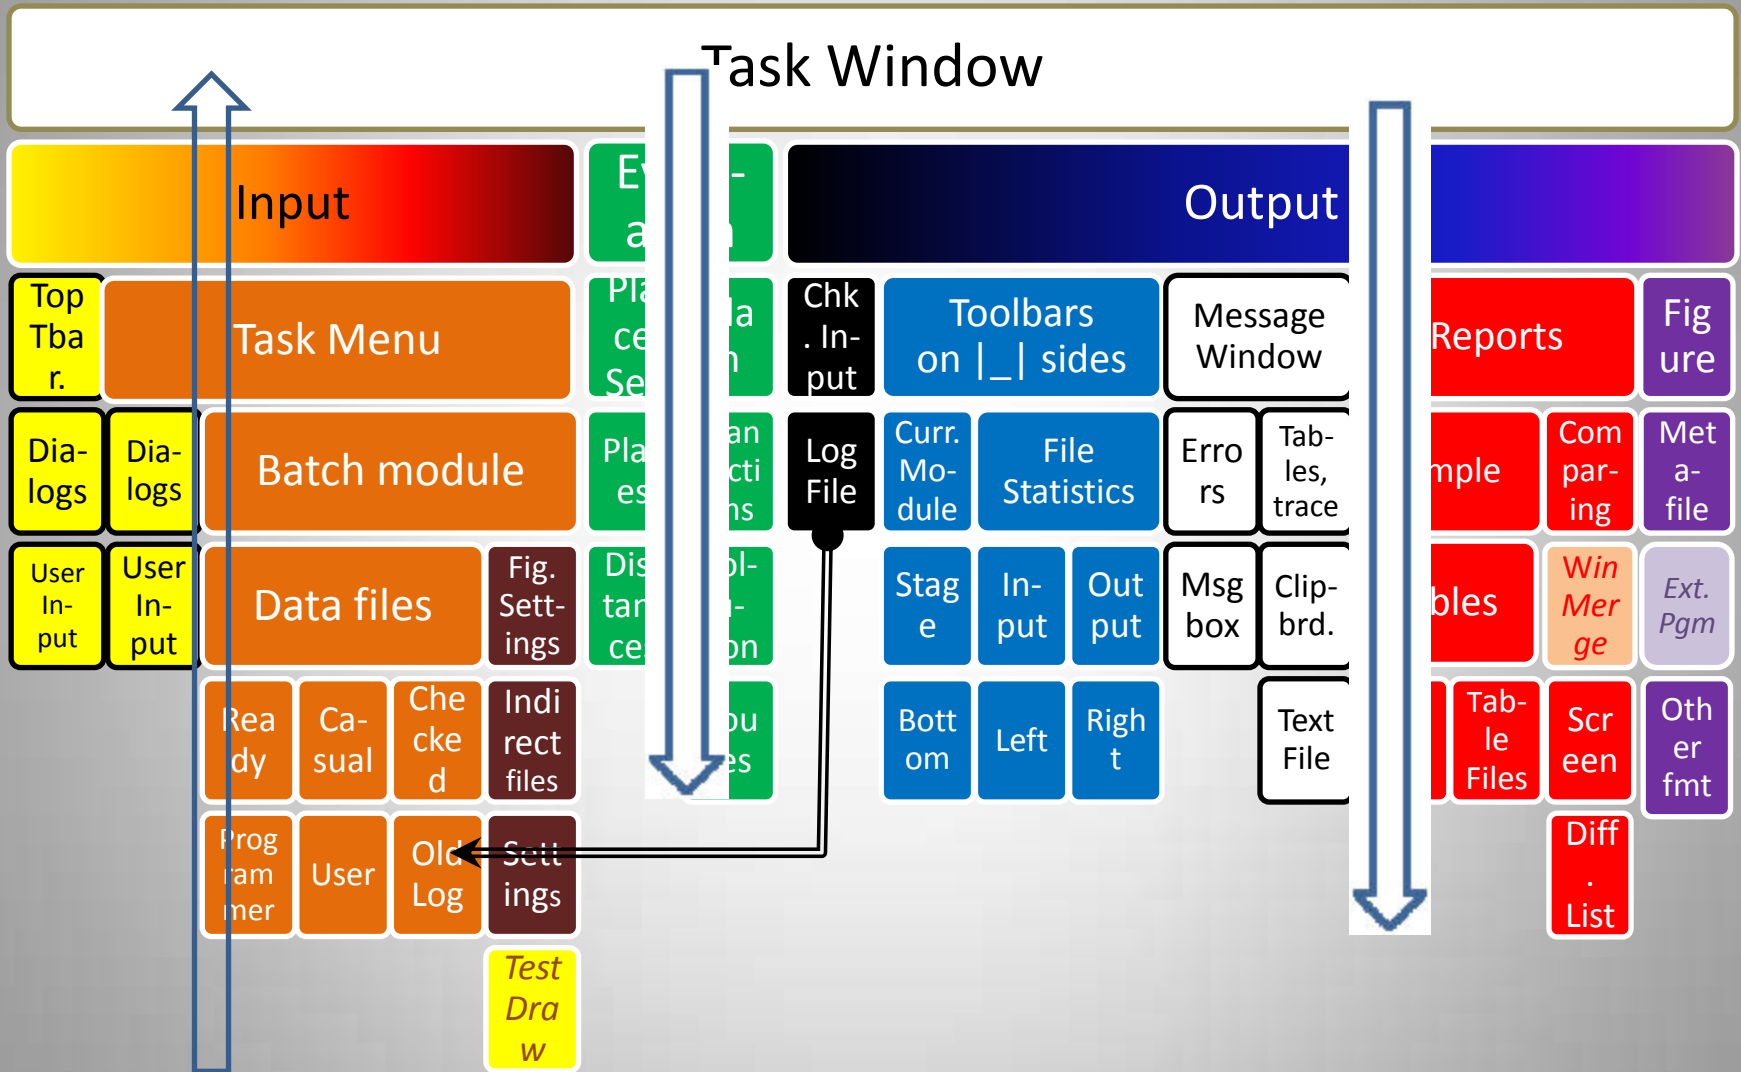 Task Window
Input
Output
Top
Tba
r.
Task Menu
Chk
. In-
put
Toolbars
on |_| sides
Message
Window
Reports
Fig
ure
Dia-
logs
Dia-
logs
Batch module
Log
File
Curr.
Mo-
dule
File
Statistics
Erro
rs
Tab-
les,
trace
Com
par-
ing
Met
a-
file
User
In-
put
User
In-
put
Data files
Fig.
Sett-
ings
Stag
e
In-
put
Out
put
Msg
box
Clip-
brd.
Win
Mer
ge
Ext.
Pgm
Rea
dy
Ca-
sual
Che
cke
d
Indi
rect
files
Bott
om
Left
Righ
t
Text
File
Tab-
le
Files
Scr
een
Oth
er
fmt
Prog
ram
mer
User
Old
Log
Sett
ings
Diff
.
List
Test
Dra
w